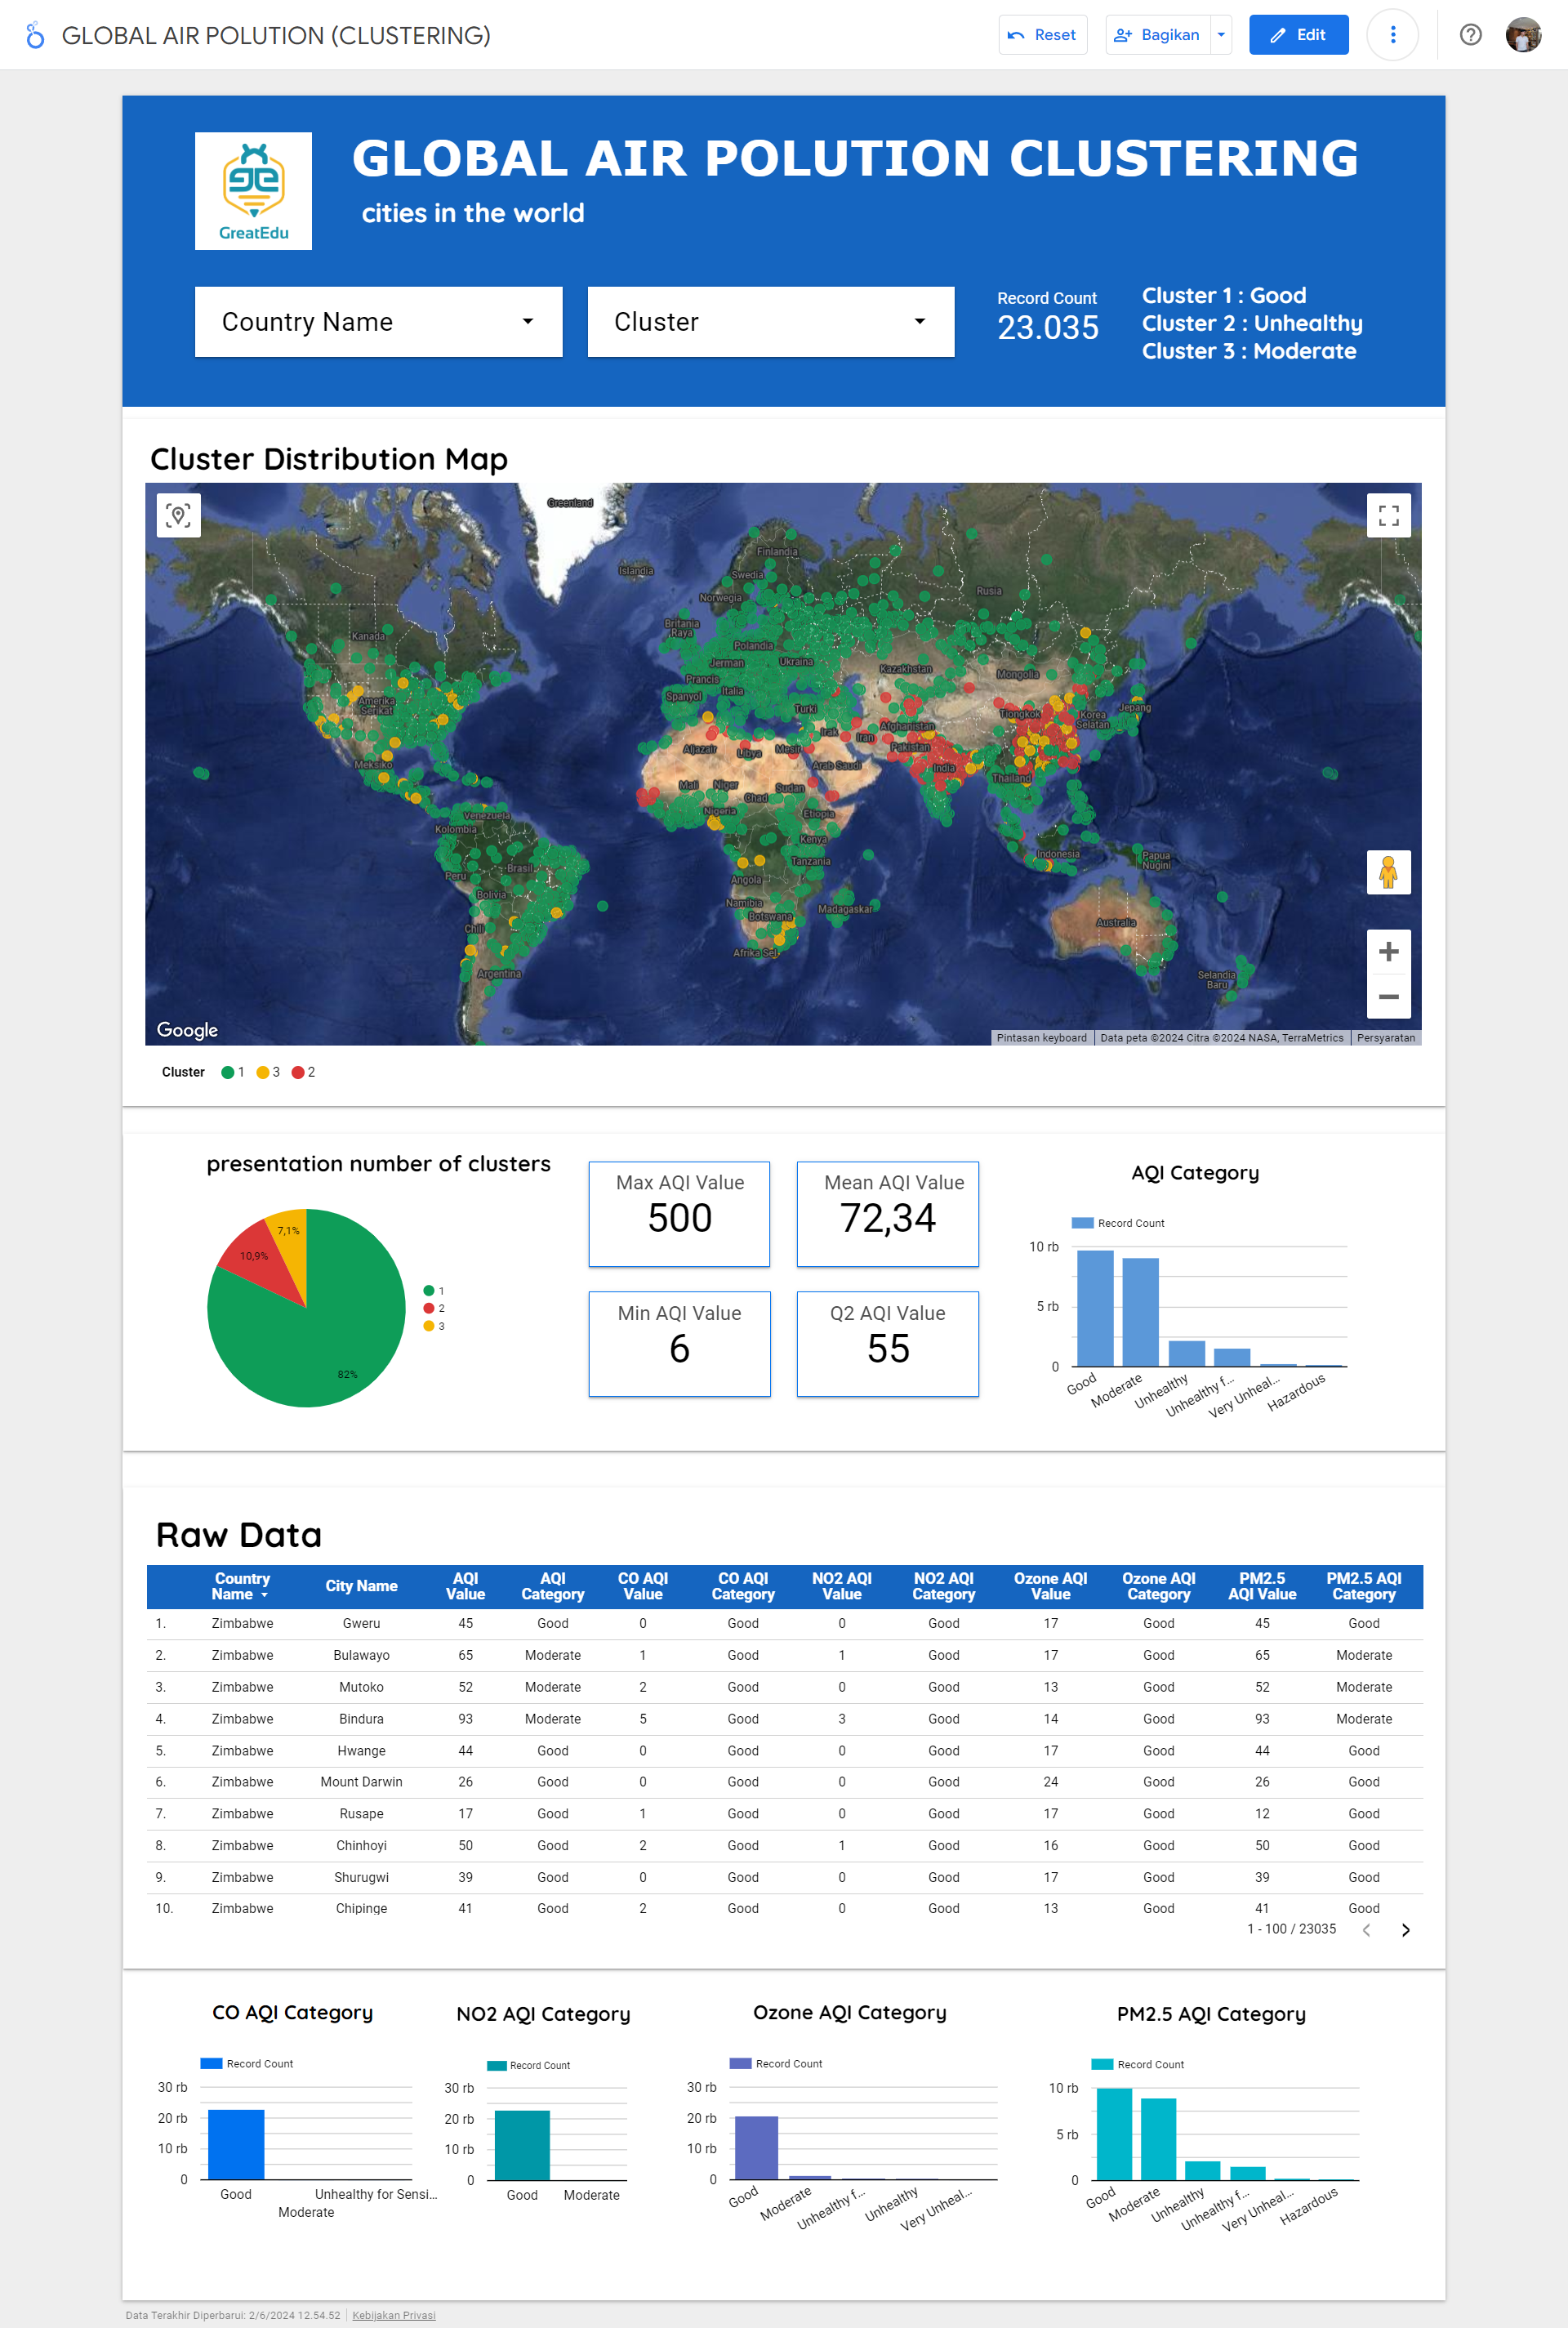 GLOBAL AIR POLUTION (CLUSTERING)
Reset
Bagikan
Edit
GreatEdu
GLOBAL AIR POLUTION CLUSTERING
cities in the world
Country Name
Cluster
Record Count
23.035
Cluster 1 : Good
Cluster 2 : Unhealthy
Cluster 3 : Moderate
Cluster Distribution Map
Greenland
Islandia
Finlandia
Swedia
Norwegia
Rusia
Britania
Raya
Kanada
Polandia
Jerman
Ukraina
Prancis
Kazakhstan
Mongolia
Spanyol
Italia
Amerika
Serikat
Turki
Tiongkok
Korea
Selatan
Jepang
Afghanistan
Irak
Iran
Pakistan
Aljazair
Libya
Mesir
Arab Saudi
India
Meksiko
Thailand
Mali
Niger
Chad
Sudan
Nigeria
Etiopia
Venezuela
Kolombia
Kenya
Indonesia
Papua
Nugini
Tanzania
Brasil
Peru
Angola
Bolivia
Namibia
Madagaskar
Botswana
Australia
Chili
Afrika Sel.
Argentina
Selandia
Baru
Google
Pintasan keyboard
Data peta ©2024 Citra ©2024 NASA, TerraMetrics
Persyaratan
Cluster 1 3 2
presentation number of clusters
7,1%
10,9%
82%
1
2
3
Max AQI Value
500
Mean AQI Value
72,34
Min AQI Value
6
Q2 AQI Value
55
AQI Category
Record Count
10 rb
5 rb
0
Good
Moderate
Unhealthy
Unhealthy f...
Very Unheal...
Hazardous
Raw Data
Country Name City Name AQI Value AQI Category CO AQI Value CO AQI Category NO2 AQI Value NO2 AQI Category Ozone AQI Value Ozone AQI Category PM2.5 AQI Value PM2.5 AQI Category
1. Zimbabwe Gweru 45 Good 0 Good 0 Good 17 Good 45 Good
2. Zimbabwe Bulawayo 65 Moderate 1 Good 1 Good 17 Good 65 Moderate
3. Zimbabwe Mutoko 52 Moderate 2 Good 0 Good 13 Good 52 Moderate
4. Zimbabwe Bindura 93 Moderate 5 Good 3 Good 14 Good 93 Moderate
5. Zimbabwe Hwange 44 Good 0 Good 0 Good 17 Good 44 Good
6. Zimbabwe Mount Darwin 26 Good 0 Good 0 Good 24 Good 26 Good
7. Zimbabwe Rusape 17 Good 1 Good 0 Good 17 Good 12 Good
8. Zimbabwe Chinhoyi 50 Good 2 Good 1 Good 16 Good 50 Good
9. Zimbabwe Shurugwi 39 Good 0 Good 0 Good 17 Good 39 Good
10. Zimbabwe Chipinge 41 Good 2 Good 0 Good 13 Good 41 Good
1 - 100 / 23035
CO AQI Category
Record Count
30 rb
20 rb
10 rb
0
Good
Moderate
Unhealthy for Sensi...
NO2 AQI Category
Record Count
30 rb
20 rb
10 rb
0
Good
Moderate
Ozone AQI Category
Record Count
30 rb
20 rb
10 rb
0
Good
Moderate
Unhealthy f...
Unhealthy
Very Unheal...
PM2.5 AQI Category
Record Count
10 rb
5 rb
0
Good
Moderate
Unhealthy
Unhealthy f...
Very Unheal...
Hazardous
Data Terakhir Diperbarui: 2/6/2024 12.54.52
Kebijakan Privasi